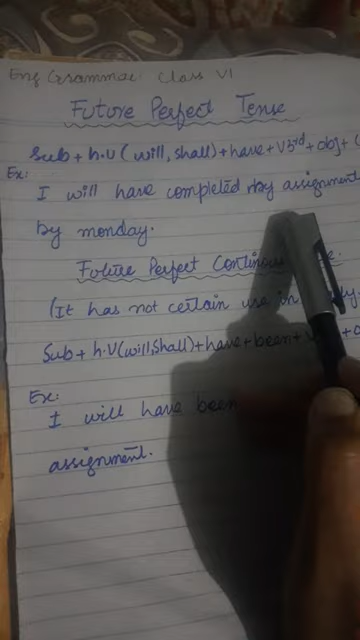 Eng Grammar: Class VI
Future Perfect Tense
Sub + h.v (will, shall) + have + V3rd + obj + (
Ex:
I will have completed my assignment
by monday.
Future Perfect Continous
(It has not certain use in
Sub + h.v (will, shall) + have + been +
Ex:
I will have been
assignment.